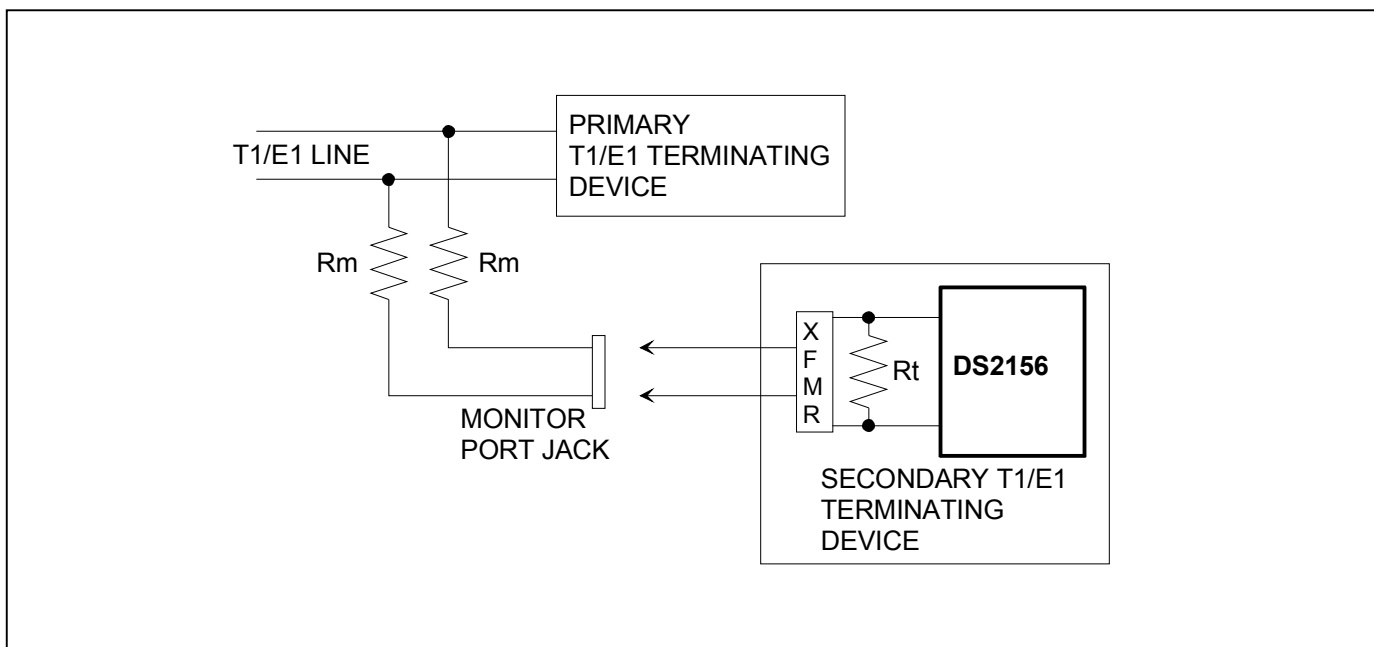 PRIMARY
T1/E1 TERMINATING
DEVICE
T1/E1 LINE
Rm
Rm
X
F
M
R
Rt
DS2156
MONITOR
PORT JACK
SECONDARY T1/E1
TERMINATING
DEVICE